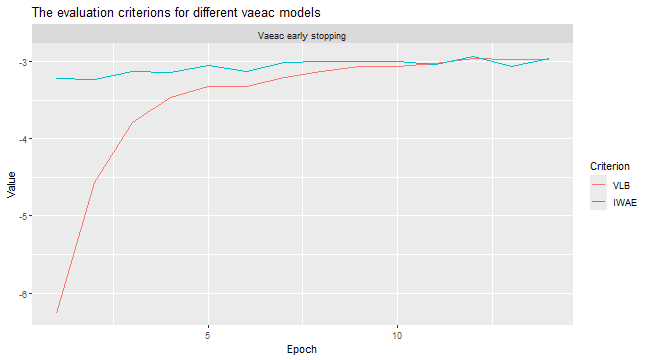 The evaluation criterions for different vaeac models
Vaeac early stopping
-3
-4
-5
-6
Value
5
10
Epoch
Criterion
VLB
IWAE